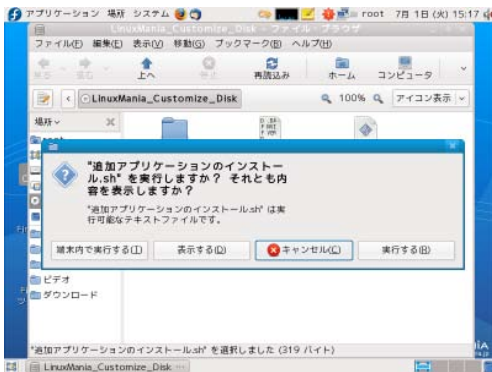 アプリケーション 場所 システム root 7月 1日 (火) 15:17
LinuxMania_Customize_Disk - ファイル・ブラウザ
ファイル(F) 編集(E) 表示(V) 移動(G) ブックマーク(B) ヘルプ(H)
戻る 進む 上へ 中止 再読込み ホーム コンピュータ
LinuxMania_Customize_Disk 100% アイコン表示
場所
"追加アプリケーションのインストー
ル.sh" を実行しますか? それとも内
容を表示しますか?
"追加アプリケーションのインストール.sh" は実
行可能なテキストファイルです。
端末内で実行する(T) 表示する(D) キャンセル(C) 実行する(R)
ビデオ
ダウンロード
"追加アプリケーションのインストール.sh" を選択しました (319 バイト)
LinuxMania_Customize_Disk